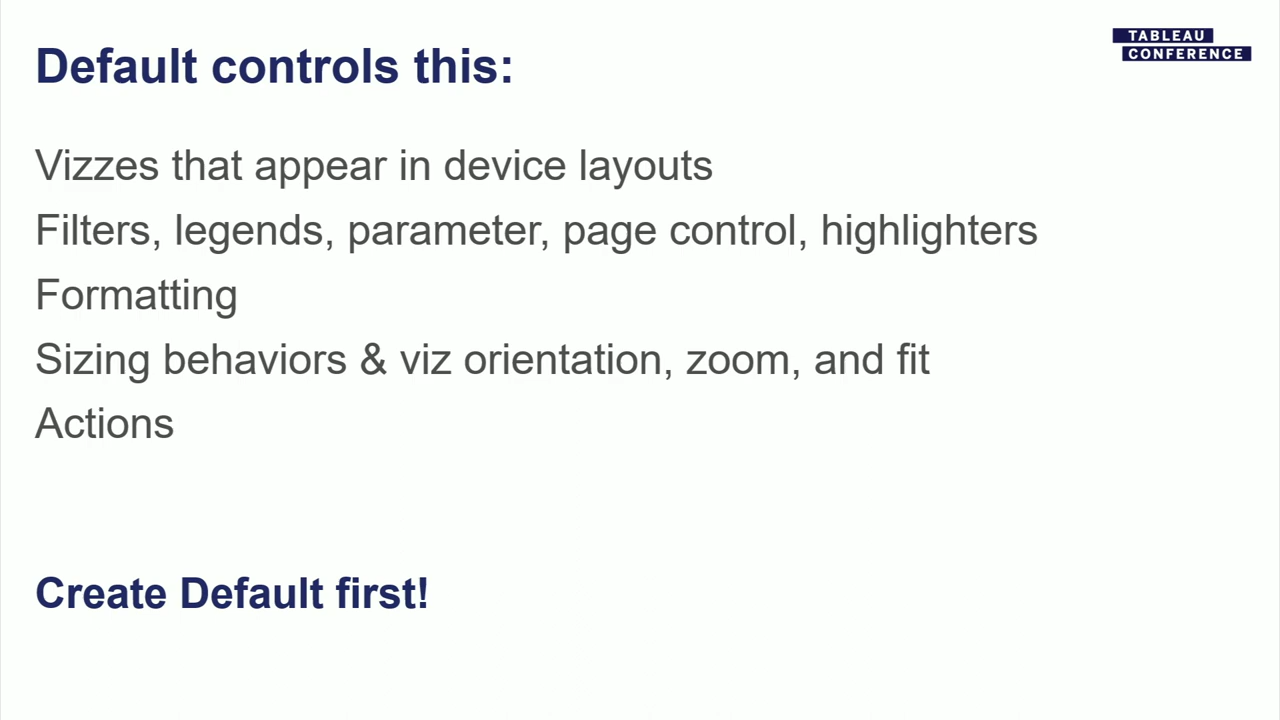 TABLEAU
CONFERENCE
Default controls this:
Vizzes that appear in device layouts
Filters, legends, parameter, page control, highlighters
Formatting
Sizing behaviors & viz orientation, zoom, and fit
Actions
Create Default first!